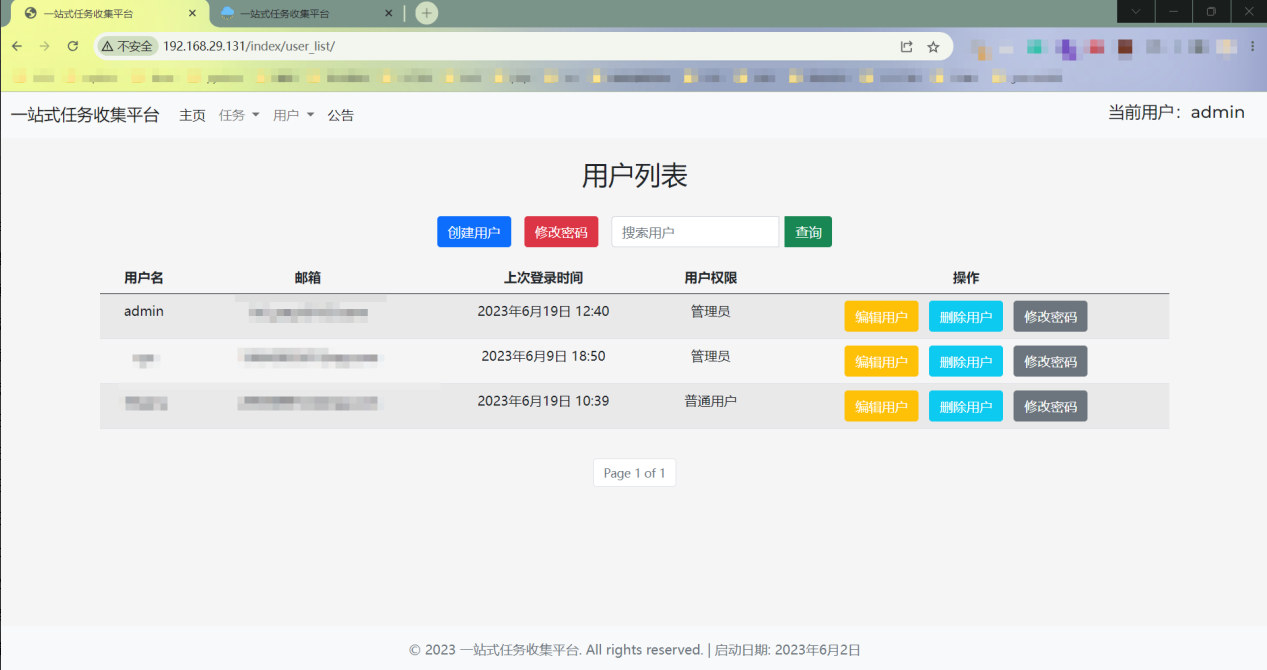 一站式任务收集平台 一站式任务收集平台
不安全 192.168.29.131/index/user_list/
一站式任务收集平台 主页 任务 用户 公告 当前用户：admin
用户列表
创建用户 修改密码 搜索用户 查询
用户名 邮箱 上次登录时间 用户权限 操作
admin 2023年6月19日 12:40 管理员 编辑用户 删除用户 修改密码
2023年6月9日 18:50 管理员 编辑用户 删除用户 修改密码
2023年6月19日 10:39 普通用户 编辑用户 删除用户 修改密码
Page 1 of 1
© 2023 一站式任务收集平台. All rights reserved. | 启动日期: 2023年6月2日